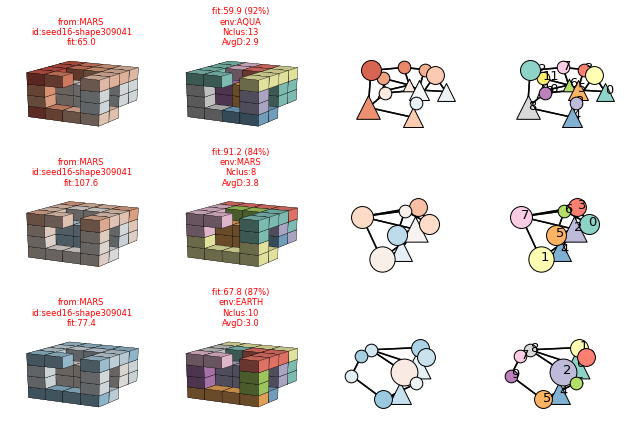 from:MARS
id:seed16-shape309041
fit:65.0
fit:59.9 (92%)
env:AQUA
Nclus:13
AvgD:2.9
from:MARS
id:seed16-shape309041
fit:107.6
fit:91.2 (84%)
env:MARS
Nclus:8
AvgD:3.8
7
6
3
0
5
2
4
1
from:MARS
id:seed16-shape309041
fit:77.4
fit:67.8 (87%)
env:EARTH
Nclus:10
AvgD:3.0
8
9
2
4
5